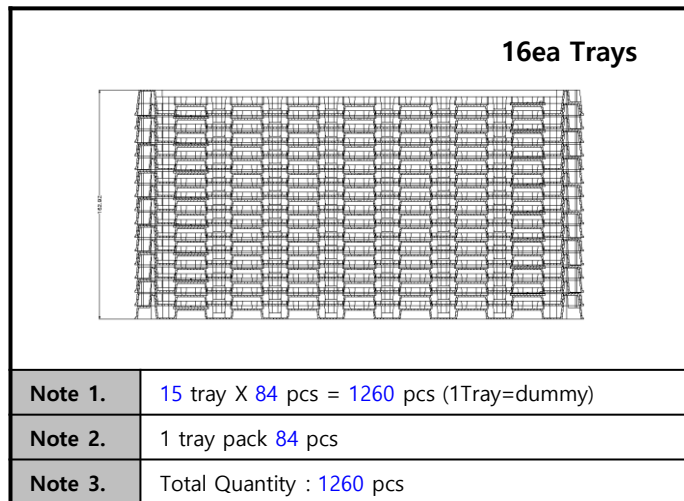 16ea Trays
Note 1. 15 tray X 84 pcs = 1260 pcs (1Tray=dummy)
Note 2. 1 tray pack 84 pcs
Note 3. Total Quantity : 1260 pcs